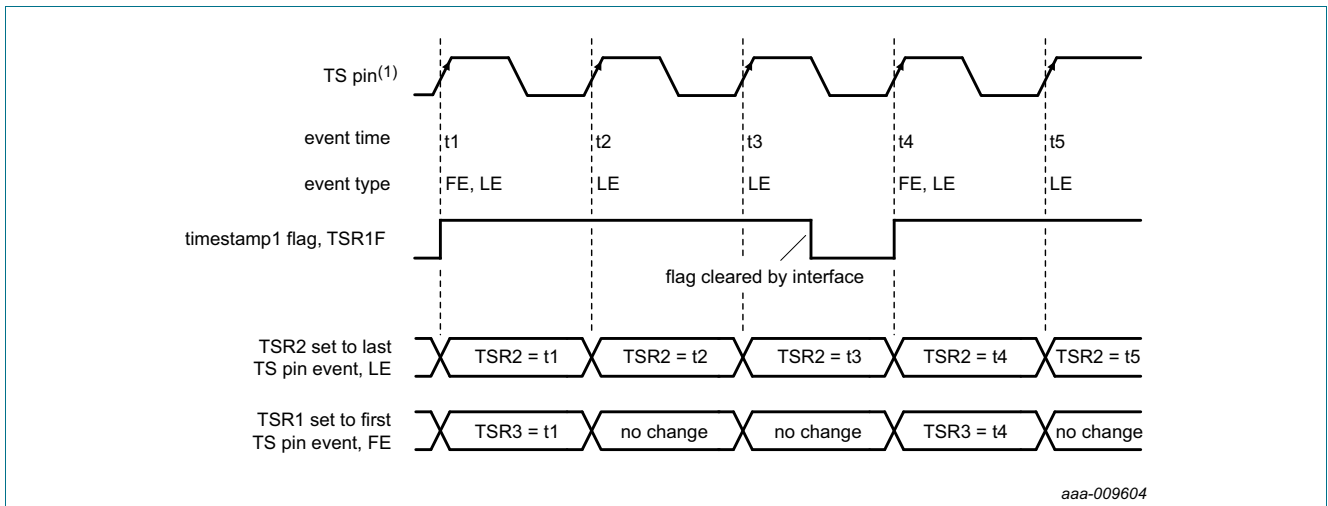 TS pin(1)
event time t1 t2 t3 t4 t5
event type FE, LE LE LE FE, LE LE
timestamp1 flag, TSR1F
flag cleared by interface
TSR2 set to last
TS pin event, LE
TSR2 = t1 TSR2 = t2 TSR2 = t3 TSR2 = t4 TSR2 = t5
TSR1 set to first
TS pin event, FE
TSR3 = t1 no change no change TSR3 = t4 no change
aaa-009604